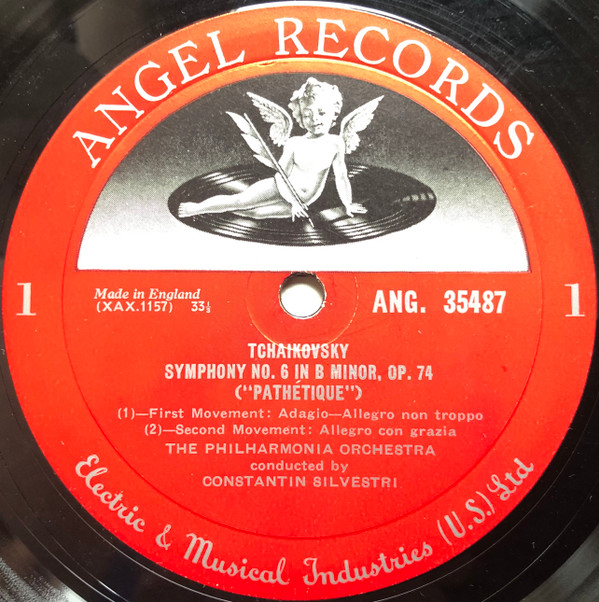 ANGEL RECORDS
1
Made in England
(XAX.1157) 33⅓
ANG. 35487
1
TCHAIKOVSKY
SYMPHONY NO. 6 IN B MINOR, OP. 74
("PATHÉTIQUE")
(1)—First Movement: Adagio—Allegro non troppo
(2)—Second Movement: Allegro con grazia
THE PHILHARMONIA ORCHESTRA
conducted by
CONSTANTIN SILVESTRI
Electric & Musical Industries (U.S.) Ltd